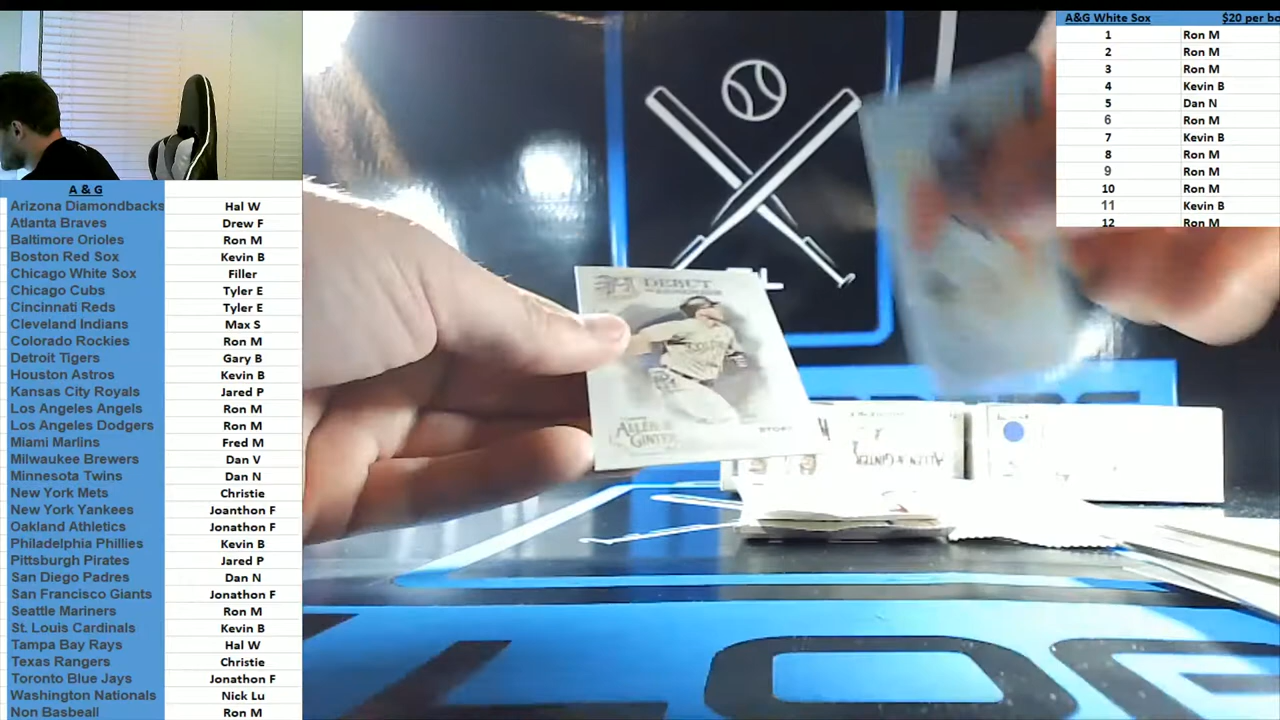 A & G
Arizona Diamondbacks Hal W
Atlanta Braves Drew F
Baltimore Orioles Ron M
Boston Red Sox Kevin B
Chicago White Sox Filler
Chicago Cubs Tyler E
Cincinnati Reds Tyler E
Cleveland Indians Max S
Colorado Rockies Ron M
Detroit Tigers Gary B
Houston Astros Kevin B
Kansas City Royals Jared P
Los Angeles Angels Ron M
Los Angeles Dodgers Ron M
Miami Marlins Fred M
Milwaukee Brewers Dan V
Minnesota Twins Dan N
New York Mets Christie
New York Yankees Joanthon F
Oakland Athletics Jonathon F
Philadelphia Phillies Kevin B
Pittsburgh Pirates Jared P
San Diego Padres Dan N
San Francisco Giants Jonathon F
Seattle Mariners Ron M
St. Louis Cardinals Kevin B
Tampa Bay Rays Hal W
Texas Rangers Christie
Toronto Blue Jays Jonathon F
Washington Nationals Nick Lu
Non Basbeall Ron M
A&G White Sox $20 per bo
1 Ron M
2 Ron M
3 Ron M
4 Kevin B
5 Dan N
6 Ron M
7 Kevin B
8 Ron M
9 Ron M
10 Ron M
11 Kevin B
12 Ron M
DEBUT
ALLEN &
GINTER
STORY
ALLEN & GINTER